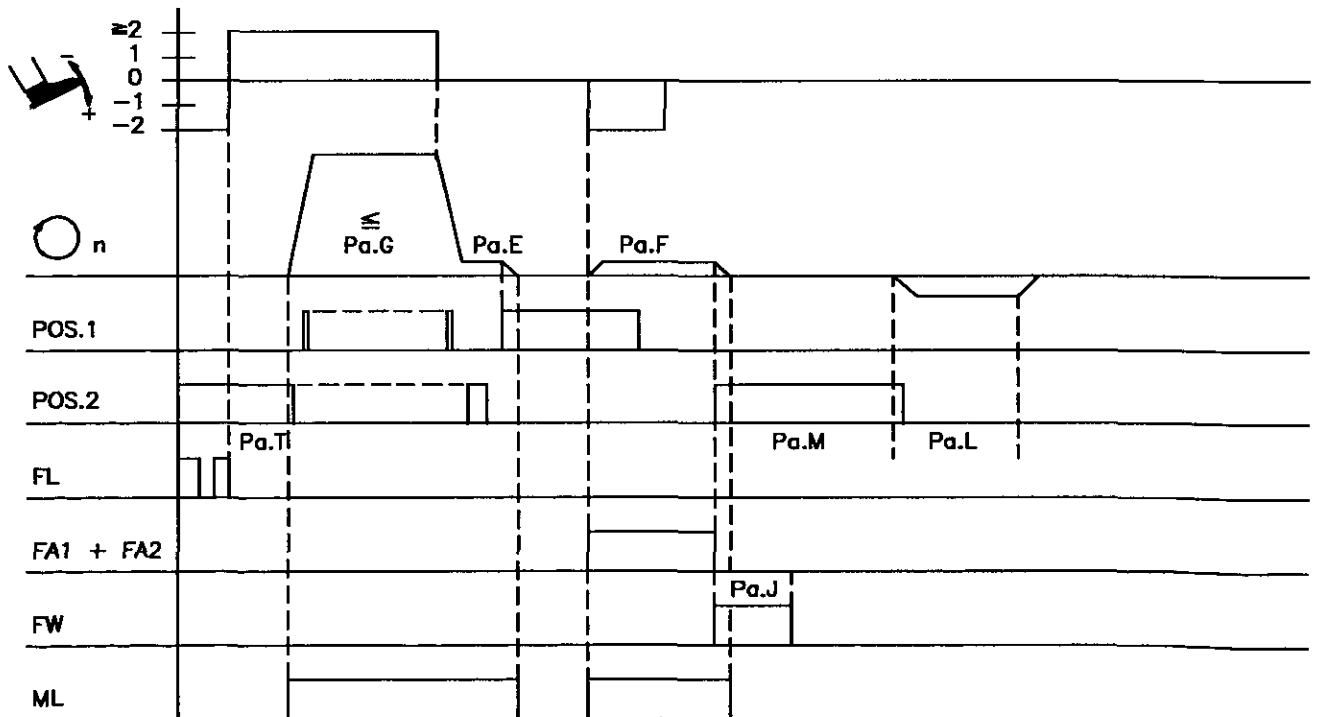 ≧2
1
0
-1
-2
-
+
n
≦
Pa.G
Pa.E
Pa.F
POS.1
POS.2
Pa.T
Pa.M
Pa.L
FL
FA1 + FA2
Pa.J
FW
ML